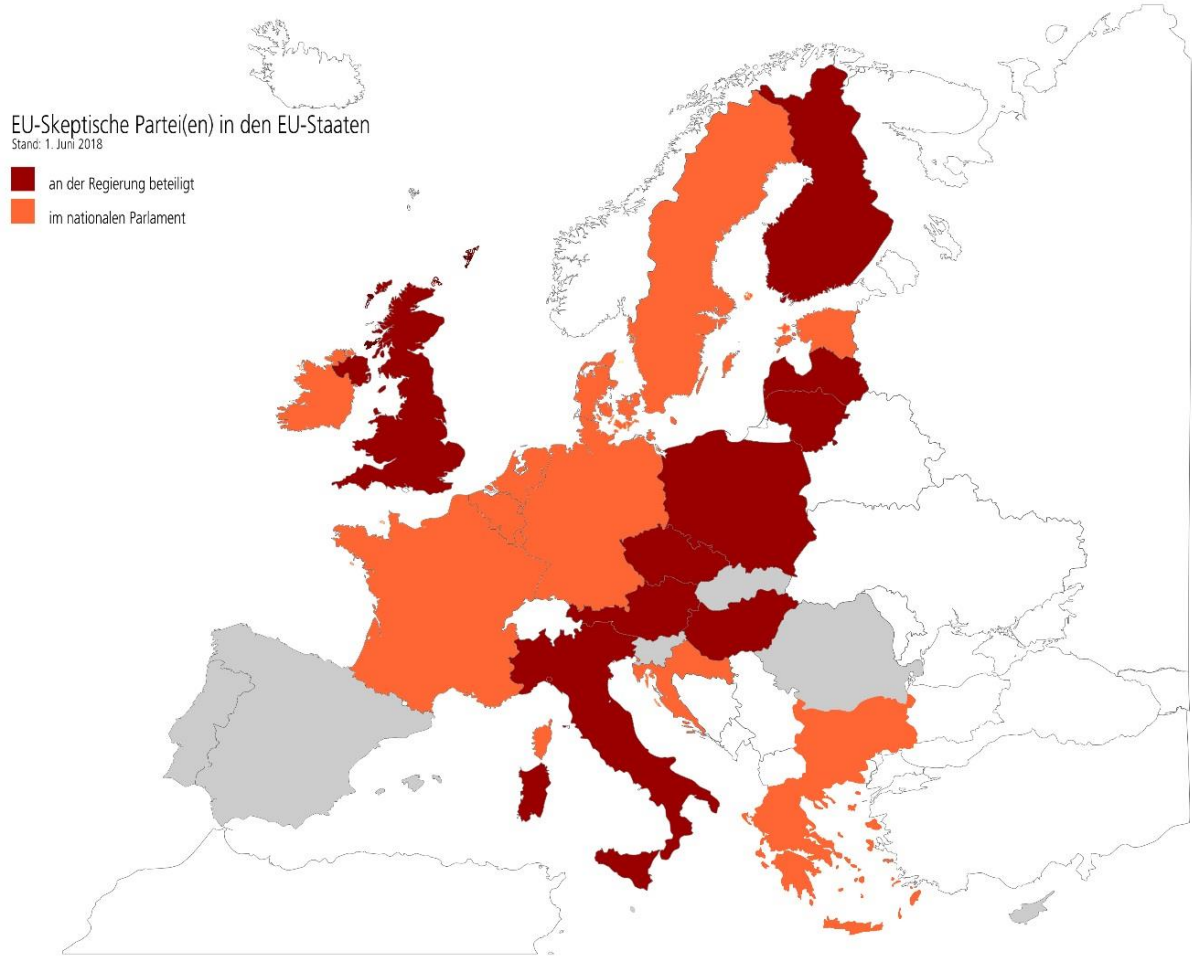 EU-Skeptische Partei(en) in den EU-Staaten
Stand: 1. Juni 2018
an der Regierung beteiligt
im nationalen Parlament